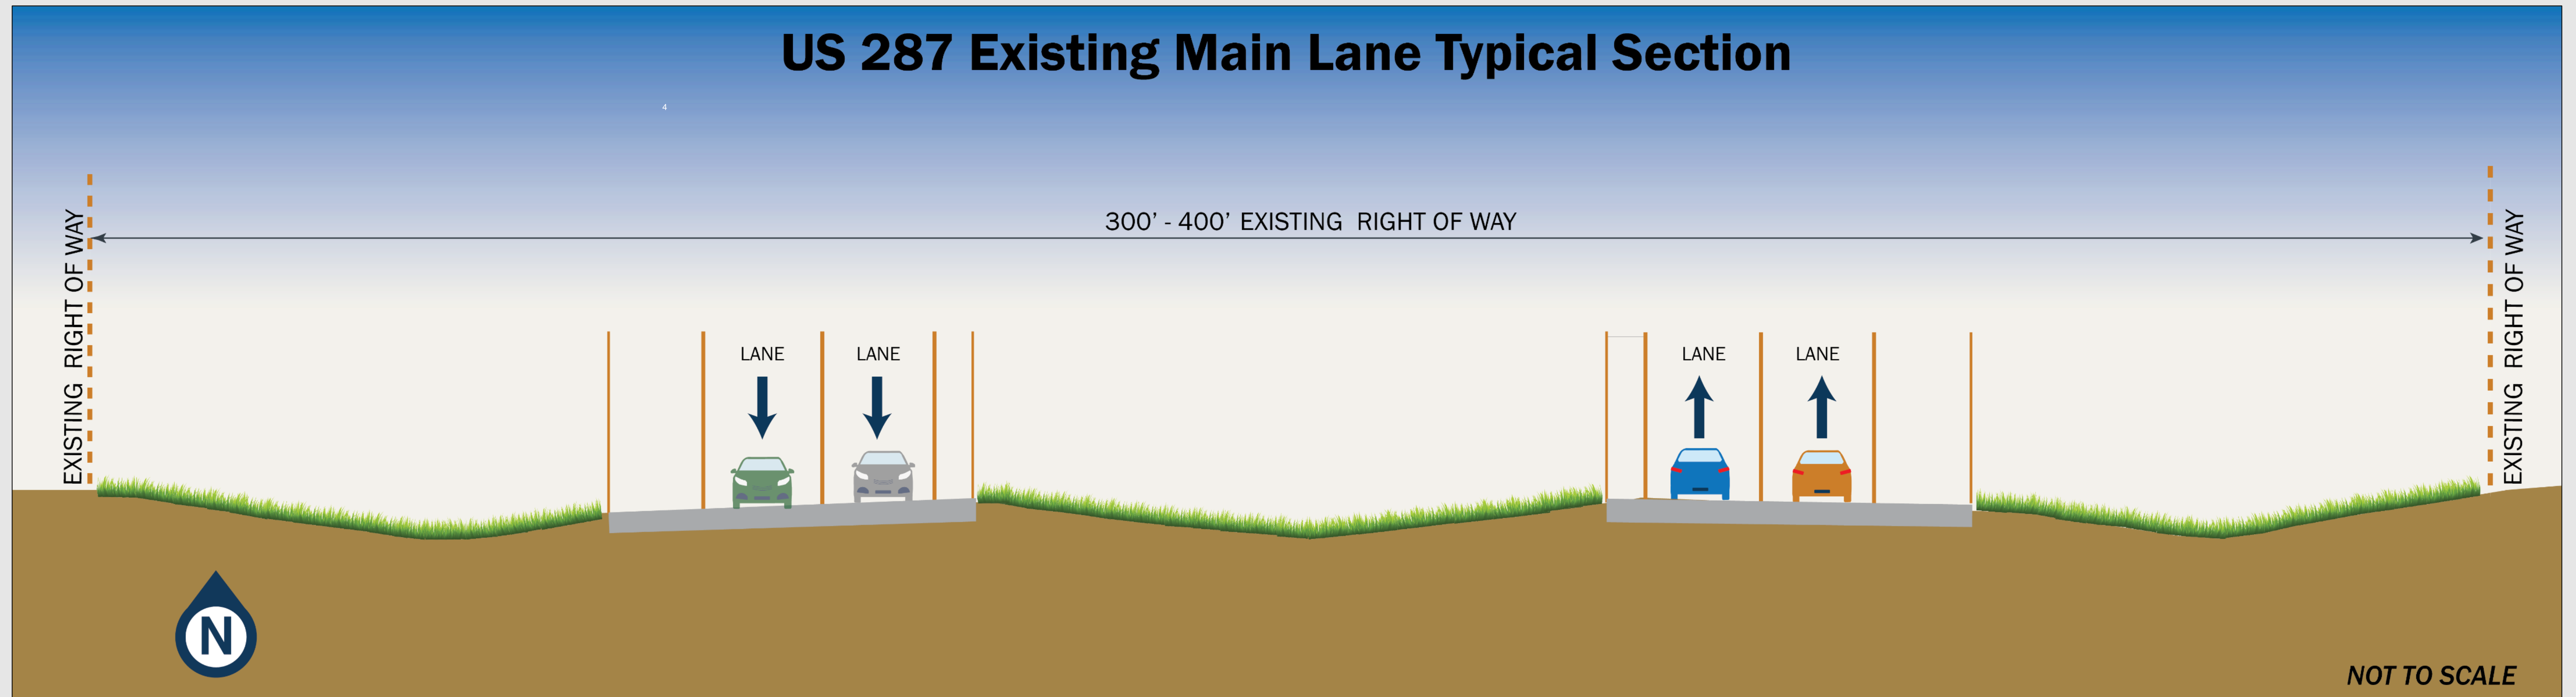 US 287 Existing Main Lane Typical Section
4
300’ - 400’ EXISTING RIGHT OF WAY
EXISTING RIGHT OF WAY
EXISTING RIGHT OF WAY
LANE
LANE
LANE
LANE
N
NOT TO SCALE